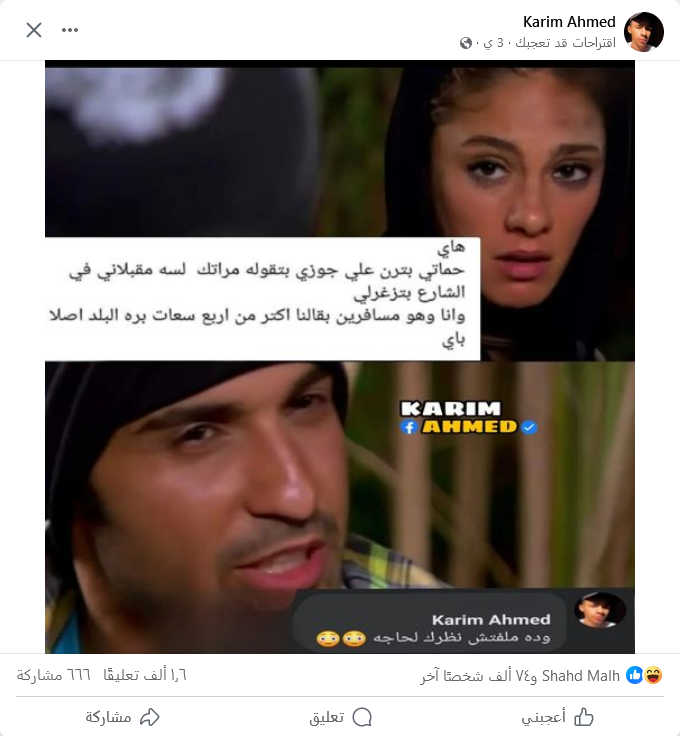 Karim Ahmed
اقتراحات قد تعجبك · 3 ي ·
هاي
حماتي بترن علي جوزي بتقوله مراتك لسه مقبلاني في
الشارع بتزغرلي
وانا وهو مسافرين بقالنا اكتر من اربع سعات بره البلد اصلا
باي
KARIM
AHMED
Karim Ahmed
وده ملفتش نظرك لحاجه 😳😳
Shahd Malh و٧٤ ألف شخصًا آخر
١,٦ ألف تعليقًا ٦٦٦ مشاركة
أعجبني
تعليق
مشاركة